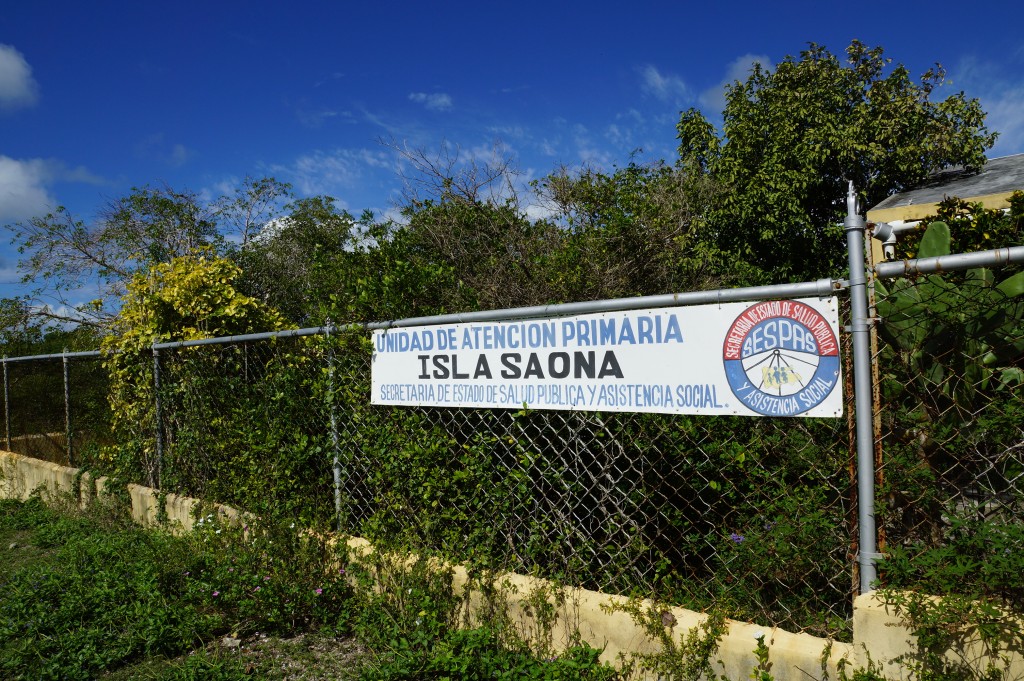 UNIDAD DE ATENCION PRIMARIA
ISLA SAONA
SECRETARIA DE ESTADO DE SALUD PUBLICA Y ASISTENCIA SOCIAL.
SECRETARIA DE ESTADO DE SALUD PUBLICA
SESPAS
Y ASISTENCIA SOCIAL